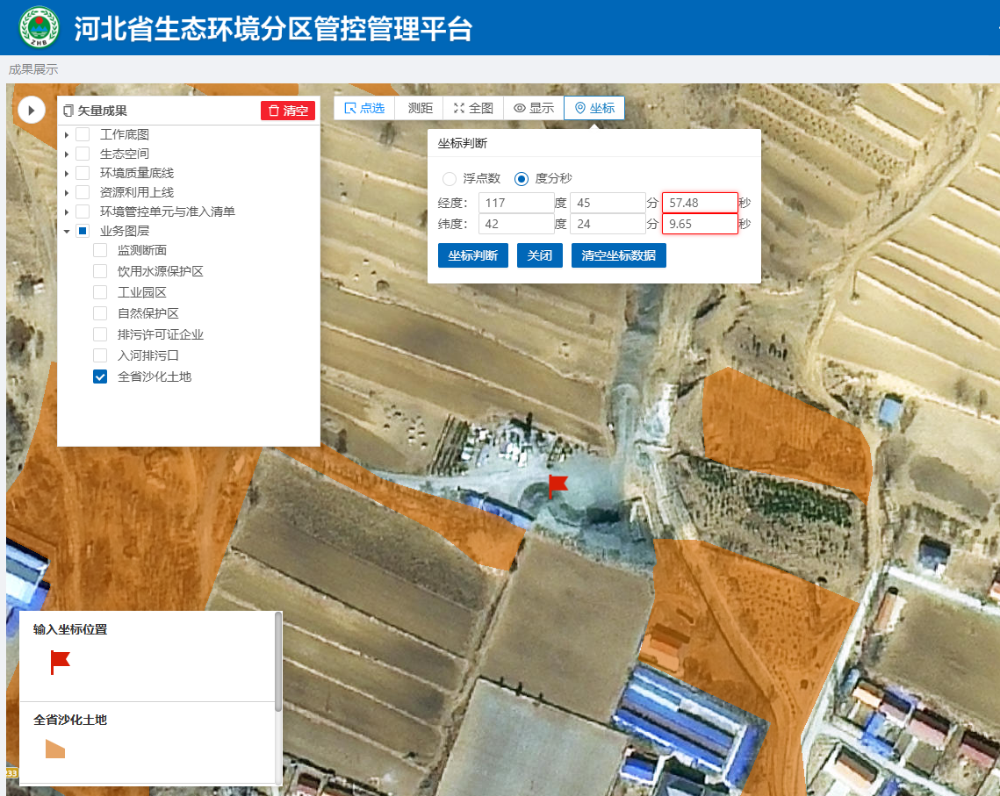 河北省生态环境分区管控管理平台
ZHB
成果展示
矢量成果
清空
点选
测距
全图
显示
坐标
工作底图
生态空间
环境质量底线
资源利用上线
环境管控单元与准入清单
业务图层
监测断面
饮用水源保护区
工业园区
自然保护区
排污许可证企业
入河排污口
全省沙化土地
坐标判断
浮点数 度分秒
经度： 117 度 45 分 57.48 秒
纬度： 42 度 24 分 9.65 秒
坐标判断 关闭 清空坐标数据
输入坐标位置
全省沙化土地
233